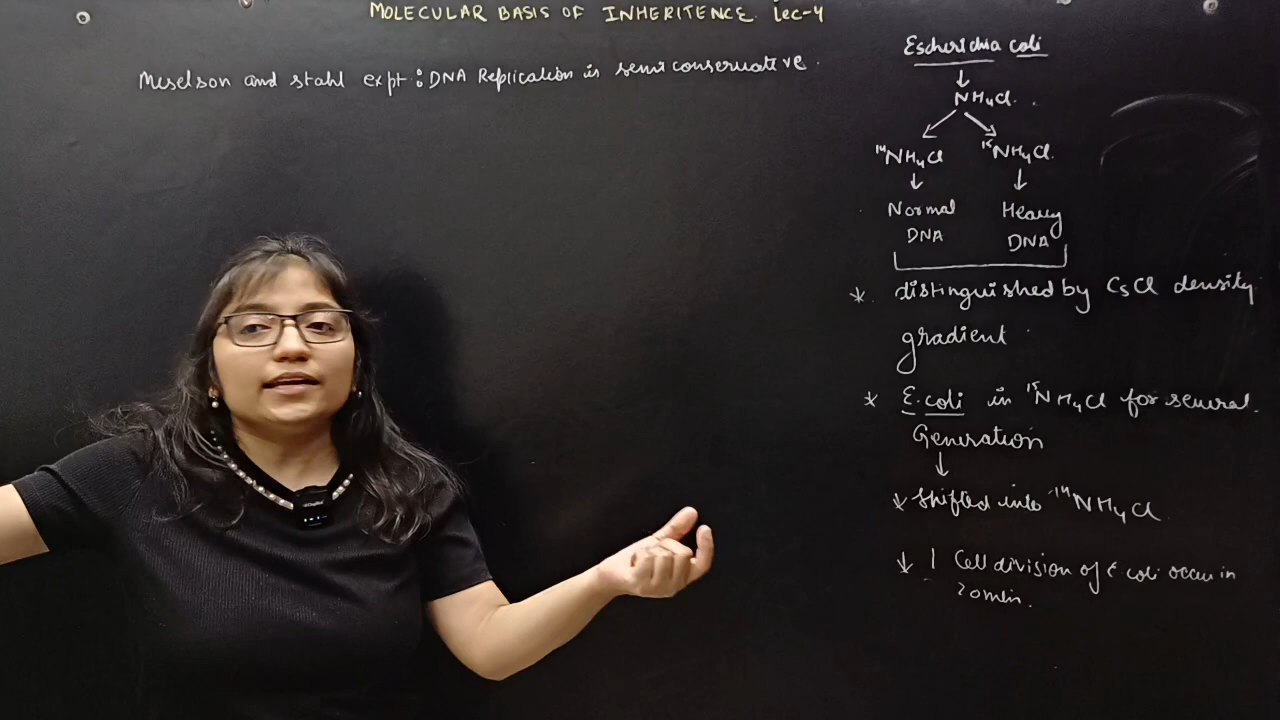 MOLECULAR BASIS OF INHERITENCE lec-4
Meselson and stahl expt: DNA Replication is semiconservative.
Escherichia coli
NH₄Cl
¹⁴NH₄Cl ¹⁵NH₄Cl
Normal Heavy
DNA DNA
* distinguished by CsCl density
gradient
* E.coli in ¹⁵NH₄Cl for several
Generation
* shifted into ¹⁴NH₄Cl
* 1 Cell division of E coli occur in
20min.